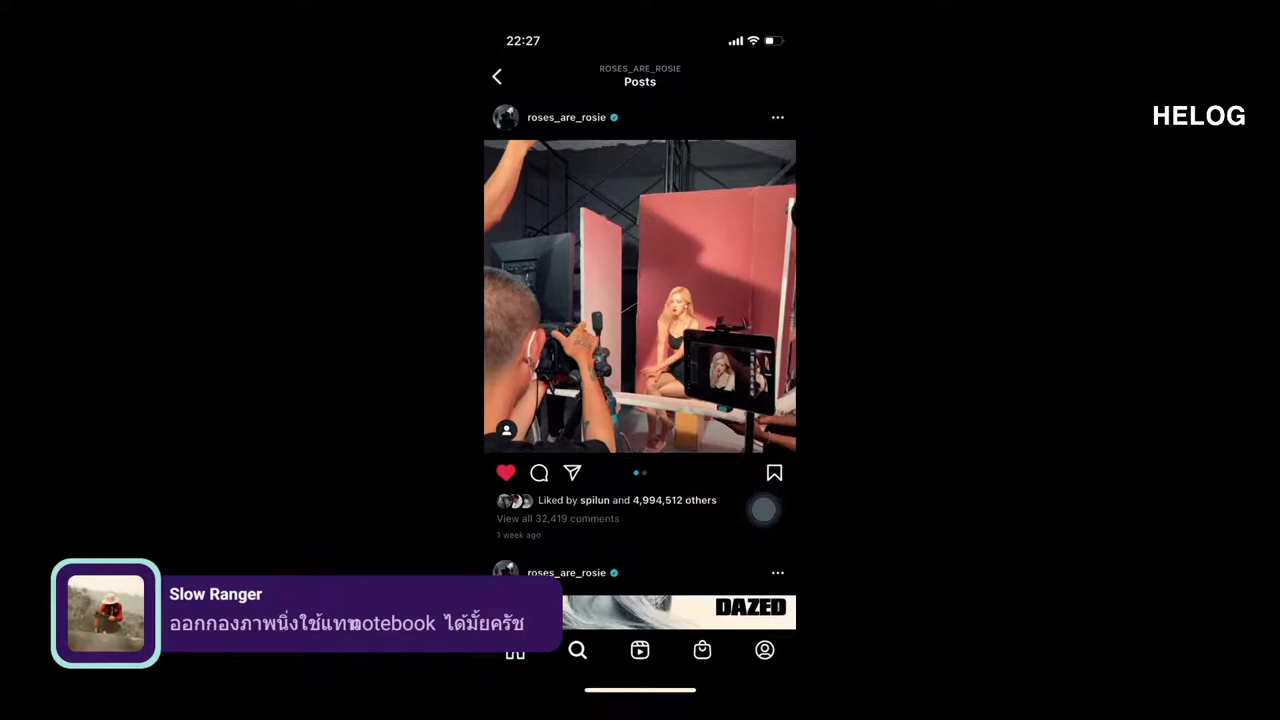 22:27
ROSES_ARE_ROSIE
Posts
roses_are_rosie
HELOG
Liked by spilun and 4,994,512 others
View all 32,419 comments
1 week ago
roses_are_rosie
DAZED
Slow Ranger
ออกกองภาพนิ่งใช้แทนnotebook ได้มั้ยครัช